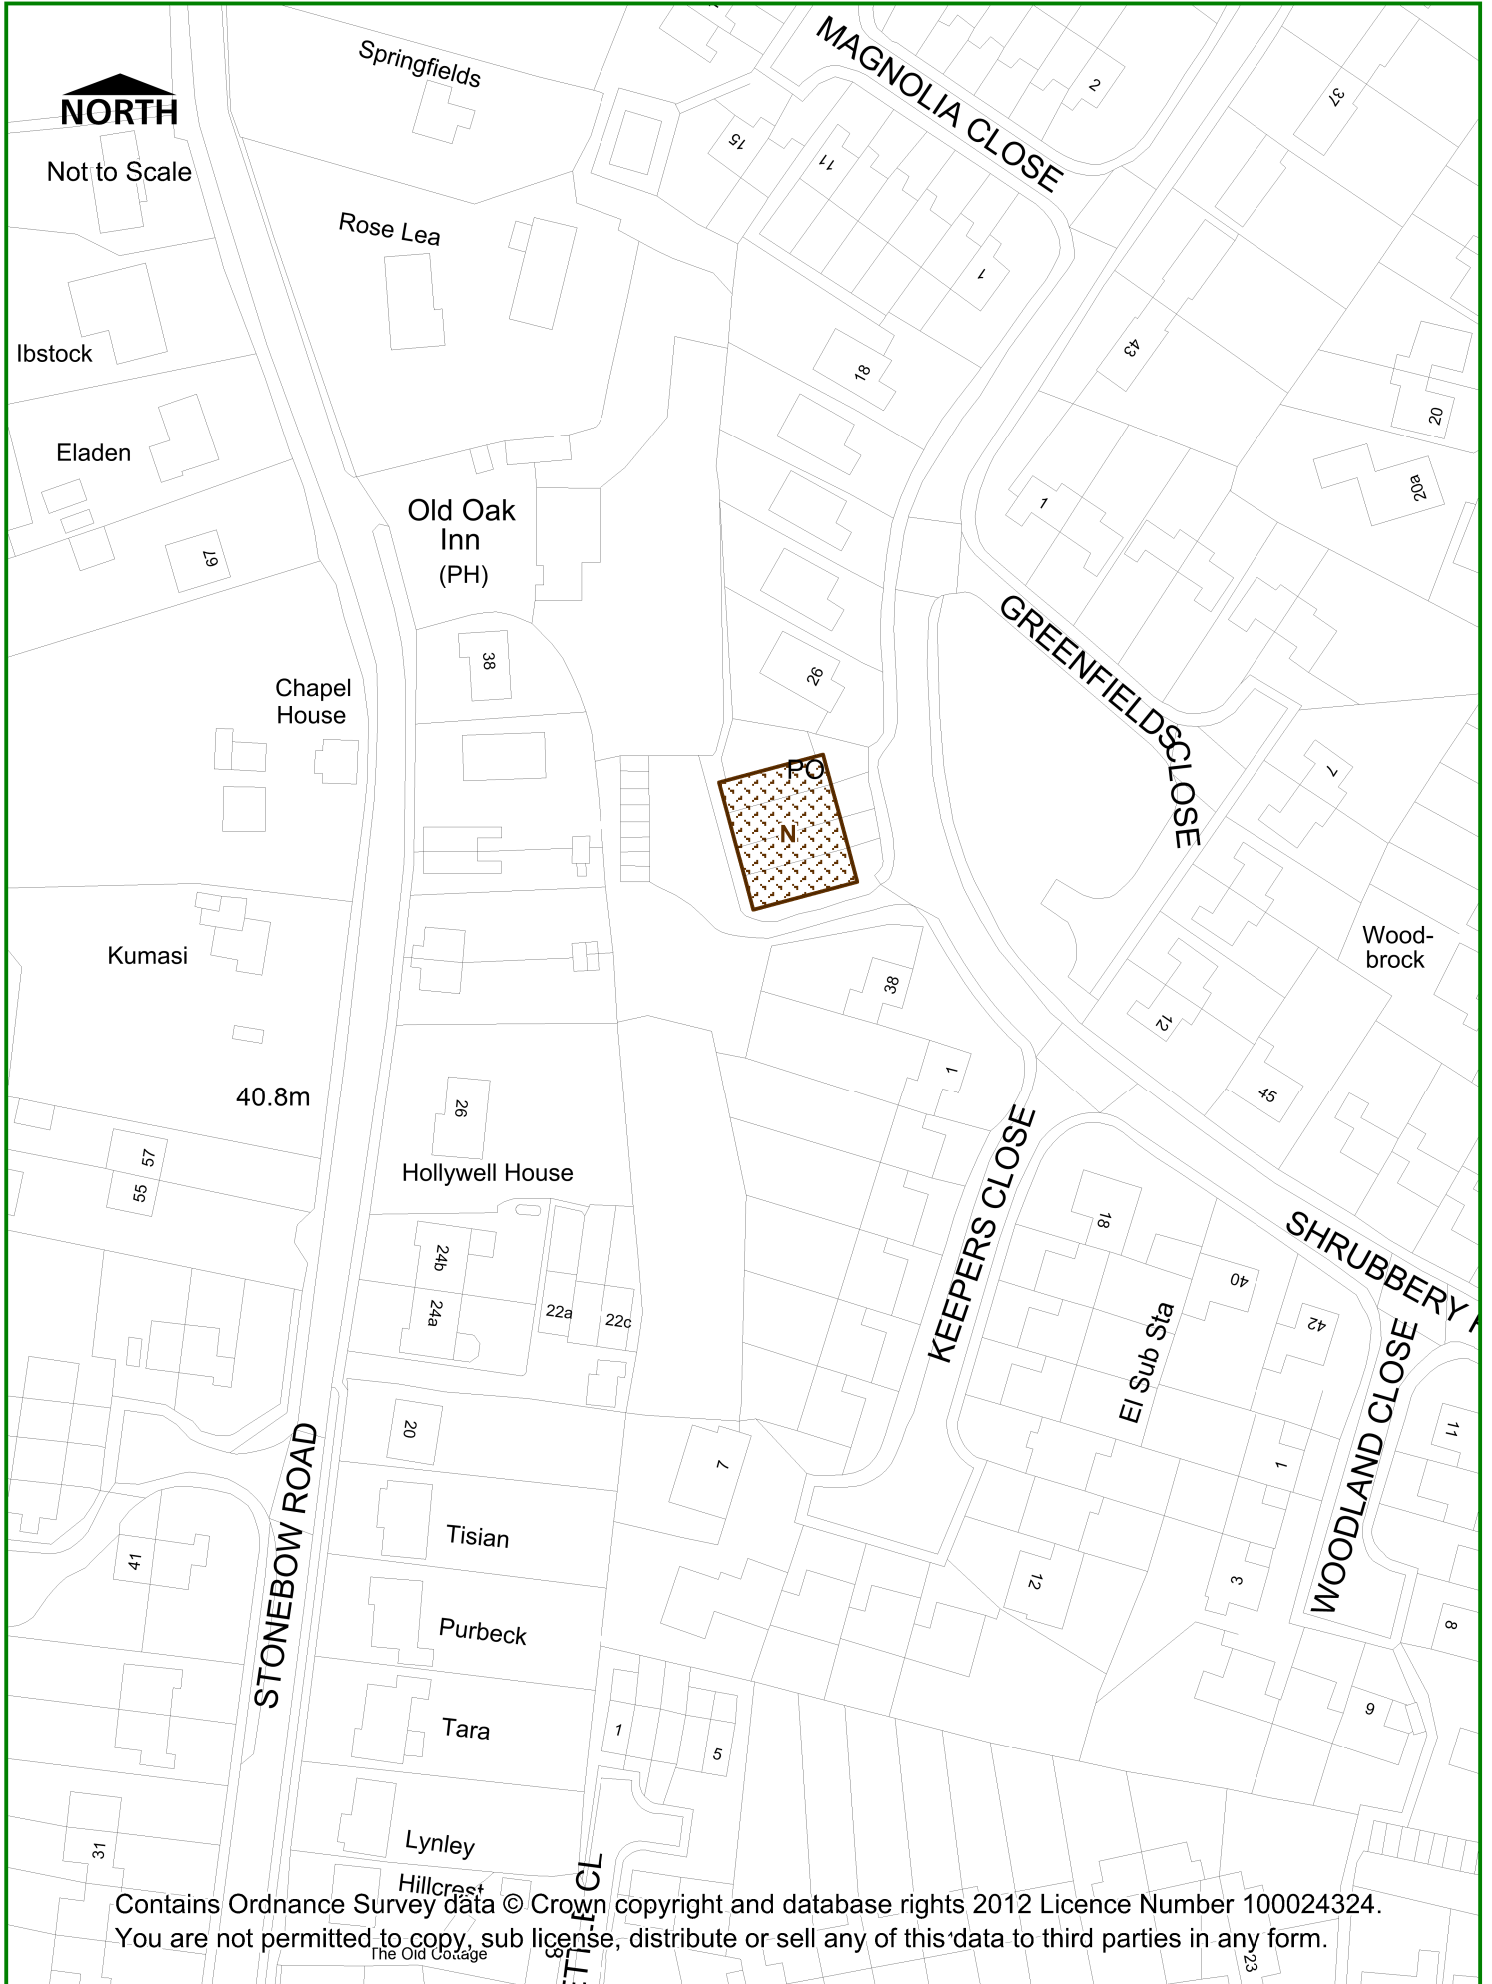 Springfields
MAGNOLIA CLOSE
2
37
NORTH
Not to Scale
15
11
Rose Lea
1
Ibstock
18
43
20
Eladen
20a
Old Oak
Inn
(PH)
1
67
GREENFIELDS CLOSE
38
26
Chapel
House
PO
7
CLOSE
N
Wood-
brock
Kumasi
38
12
1
45
40.8m
26
57
Hollywell House
55
KEEPERS CLOSE
18
SHRUBBERY
24b
40
24a
22a
22c
42
El Sub Sta
WOODLAND CLOSE
20
11
STONEBOW ROAD
7
1
Tisian
41
12
3
Purbeck
8
9
Tara
1
5
Lynley
31
Hillcrest
CL
Contains Ordnance Survey data © Crown copyright and database rights 2012 Licence Number 100024324.
You are not permitted to copy, sub license, distribute or sell any of this data to third parties in any form.
The Old Cottage
23